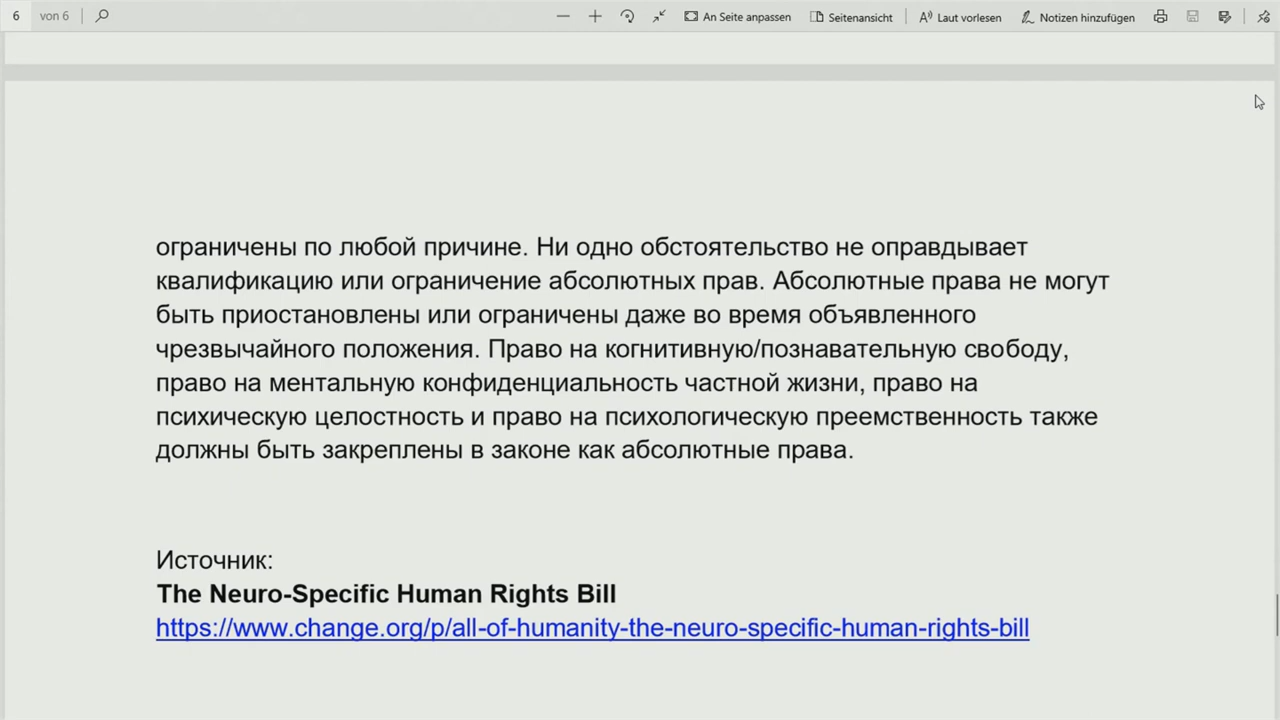 6 von 6 An Seite anpassen Seitenansicht Laut vorlesen Notizen hinzufügen
ограничены по любой причине. Ни одно обстоятельство не оправдывает
квалификацию или ограничение абсолютных прав. Абсолютные права не могут
быть приостановлены или ограничены даже во время объявленного
чрезвычайного положения. Право на когнитивную/познавательную свободу,
право на ментальную конфиденциальность частной жизни, право на
психическую целостность и право на психологическую преемственность также
должны быть закреплены в законе как абсолютные права.
Источник:
The Neuro-Specific Human Rights Bill
https://www.change.org/p/all-of-humanity-the-neuro-specific-human-rights-bill